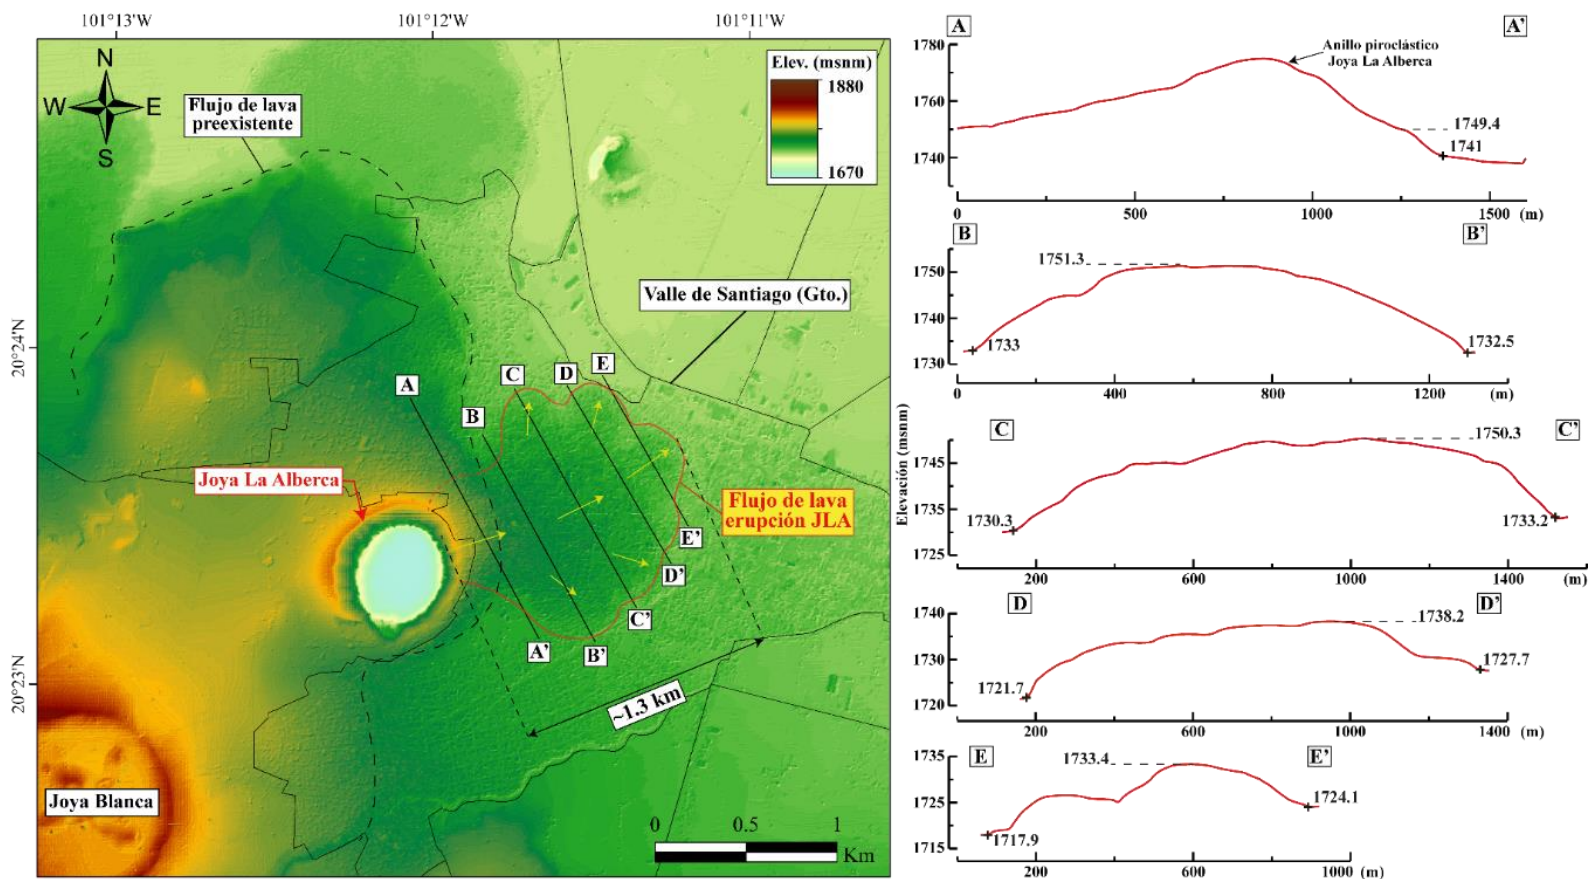 101°13'W
101°12'W
101°11'W
N
W
E
S
Flujo de lava
preexistente
Elev. (msnm)
1880
1670
Valle de Santiago (Gto.)
20°24'N
20°23'N
A
B
C
D
E
Joya La Alberca
Flujo de lava
erupción JLA
E'
D'
C'
B'
A'
~1.3 km
Joya Blanca
0
0.5
1
Km
A
A'
1780
1760
1740
Anillo piroclástico
Joya La Alberca
1749.4
1741
0
500
1000
1500
(m)
B
B'
1750
1740
1730
1751.3
1733
1732.5
0
400
800
1200
(m)
Elevación (msnm)
C
C'
1745
1735
1725
1750.3
1730.3
1733.2
200
600
1000
1400
(m)
D
D'
1740
1730
1720
1738.2
1721.7
1727.7
200
600
1000
1400
(m)
E
E'
1735
1725
1715
1733.4
1717.9
1724.1
200
600
1000
(m)